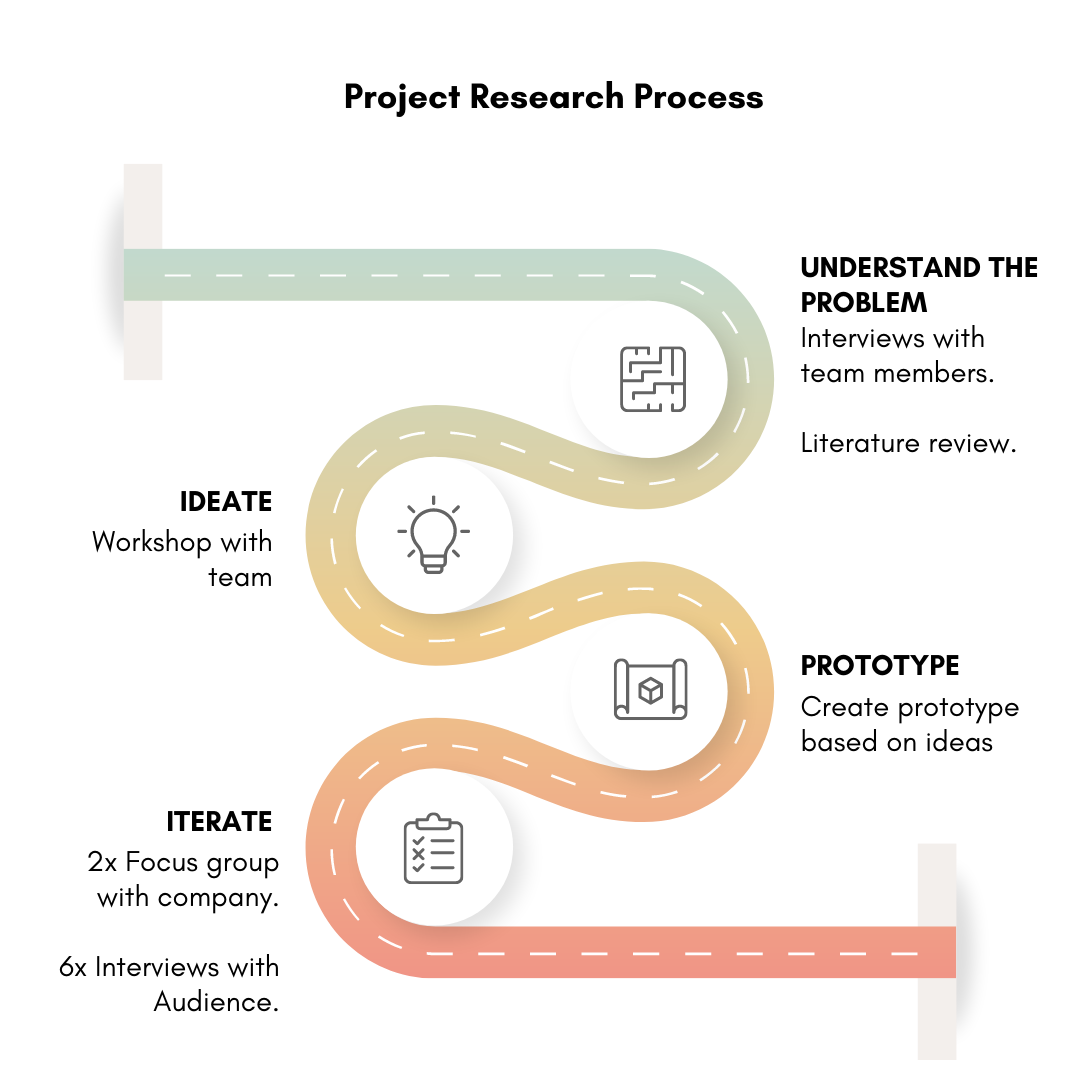 Project Research Process
UNDERSTAND THE
PROBLEM
Interviews with
team members.
Literature review.
IDEATE
Workshop with
team
PROTOTYPE
Create prototype
based on ideas
ITERATE
2x Focus group
with company.
6x Interviews with
Audience.